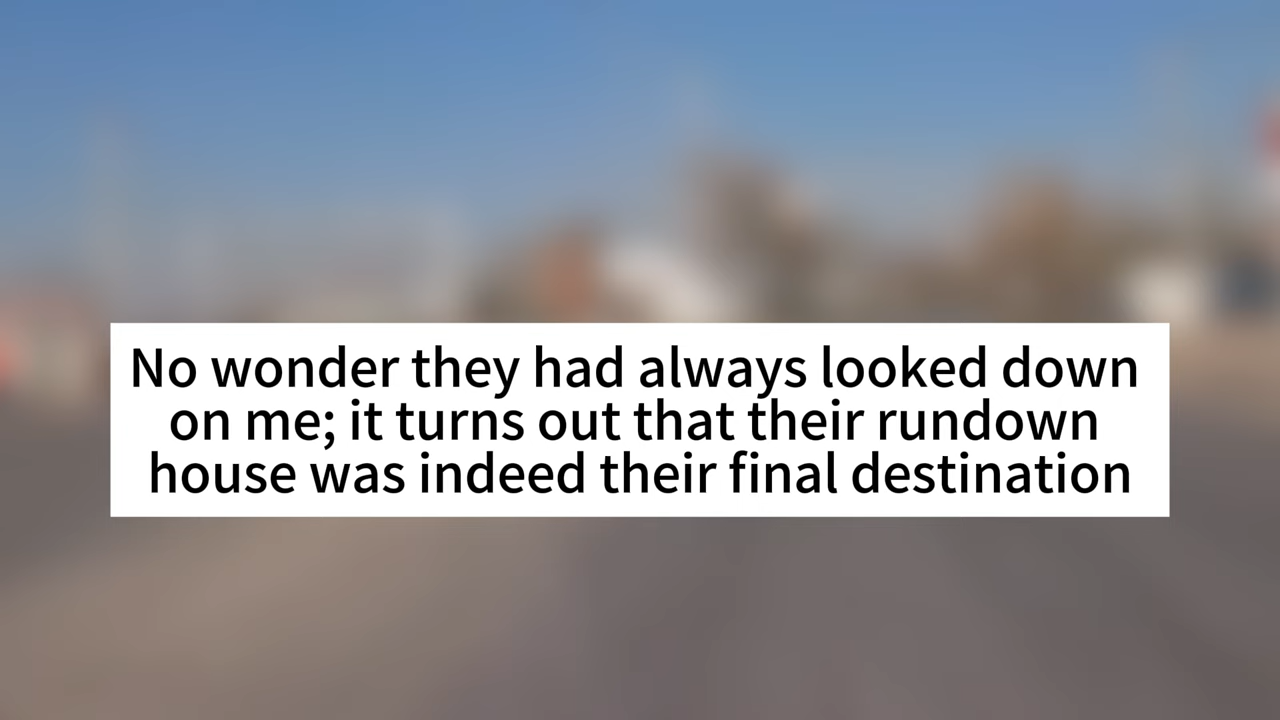 No wonder they had always looked down
on me; it turns out that their rundown
house was indeed their final destination